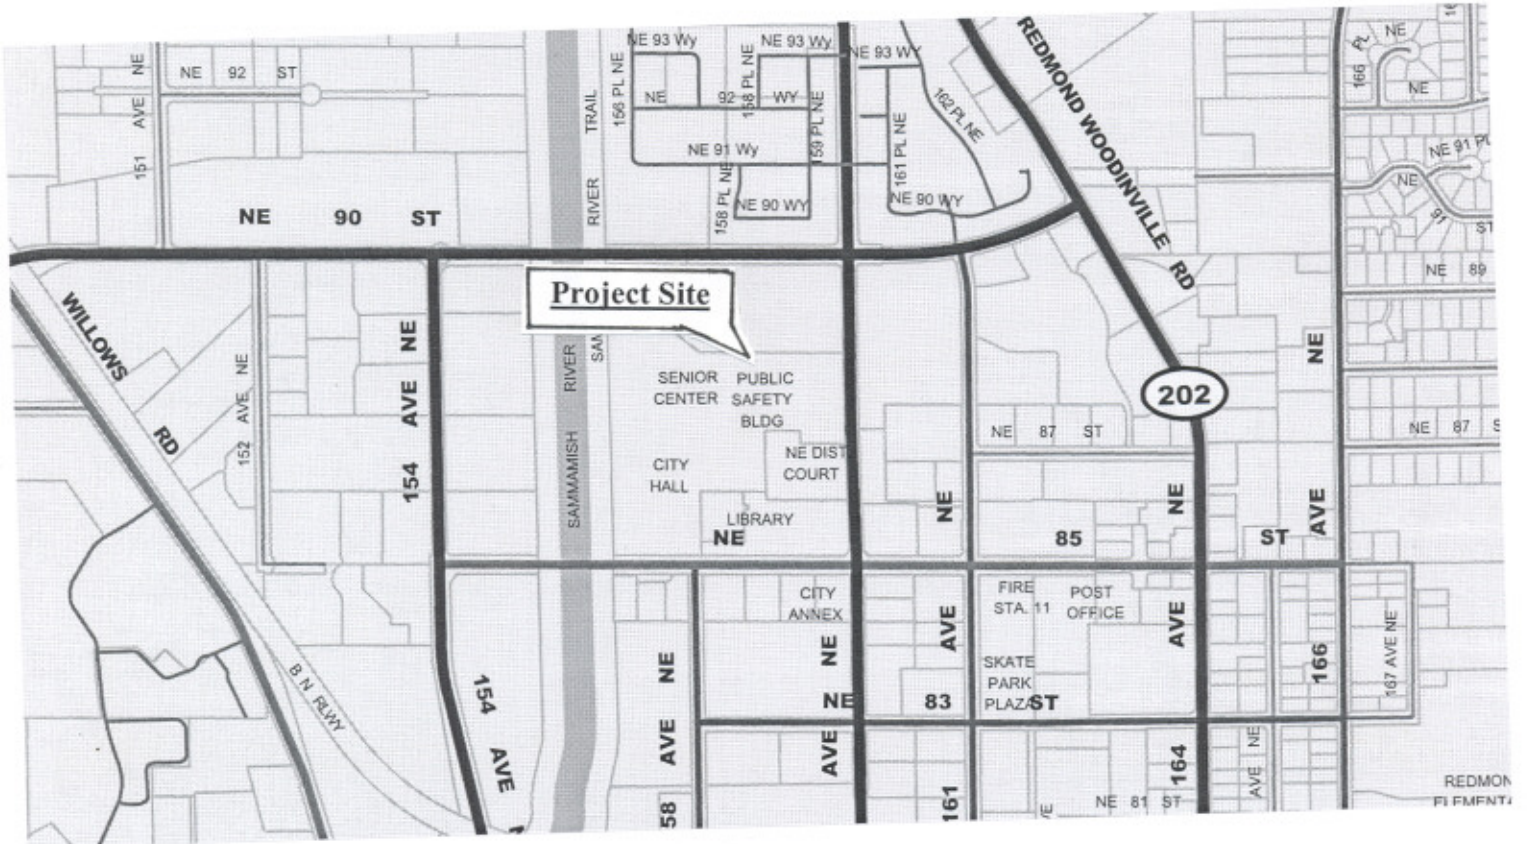 NE 93 Wy
NE 93 Wy
NE 93 WY
REDMOND WOODINVILLE RD
166 PL
NE
NE
NE 92 ST
151 AVE NE
RIVER TRAIL
156 PL NE
158 PL NE
NE 92 WY
159 PL NE
162 PL NE
161 PL NE
NE 91 Wy
158 PL NE
NE 90 WY
NE 90 WY
NE 91 PL
NE
91 ST
NE 89
NE 90 ST
Project Site
WILLOWS RD
152 AVE NE
154 AVE NE
SAMMAMISH RIVER
SAM
SENIOR
CENTER
PUBLIC
SAFETY
BLDG
202
NE 87 ST
NE 87 S
CITY
HALL
NE DIST
COURT
LIBRARY
NE 85 ST
NE
NE
NE
AVE
CITY
ANNEX
FIRE
STA. 11
POST
OFFICE
SKATE
PARK
PLAZA
NE 83 ST
B N RLWY
154 AVE
58 AVE NE
AVE NE
161 AVE
164 AVE
166
167 AVE NE
AVE NE
NE 81 ST
REDMON
ELEMENTA